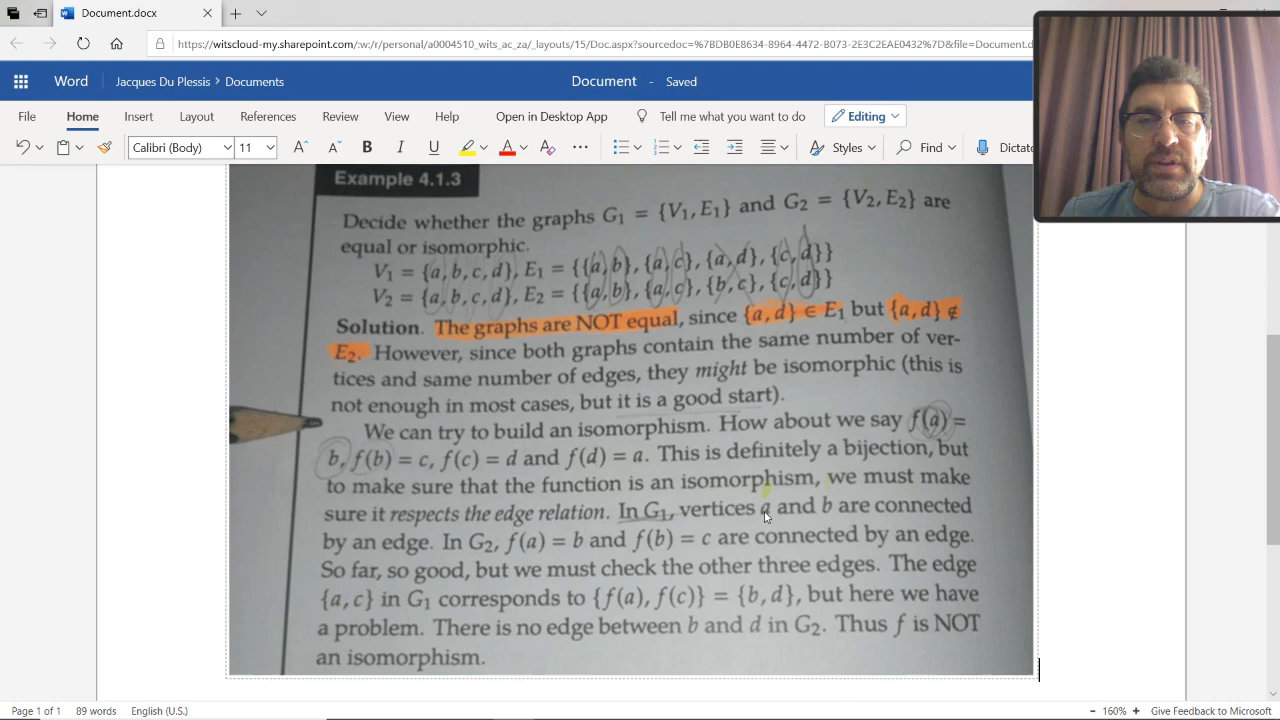 Document.docx
https://witscloud-my.sharepoint.com/:w:/r/personal/a0004510_wits_ac_za/_layouts/15/Doc.aspx?sourcedoc=%7BDB0E8634-8964-4472-B073-2E3C2EAE0432%7D&file=Document.d
Word Jacques Du Plessis > Documents Document - Saved
File Home Insert Layout References Review View Help Open in Desktop App Tell me what you want to do Editing
Calibri (Body) 11 A A B I U A Styles Find Dictate
Example 4.1.3
Decide whether the graphs G₁ = {V₁, E₁} and G₂ = {V₂, E₂} are
equal or isomorphic.
V₁ = {a, b, c, d}, E₁ = {{a, b}, {a, c}, {a, d}, {c, d}}
V₂ = {a, b, c, d}, E₂ = {{a, b}, {a, c}, {b, c}, {c, d}}
Solution. The graphs are NOT equal, since {a, d} ∈ E₁ but {a, d} ∉
E₂. However, since both graphs contain the same number of ver-
tices and same number of edges, they might be isomorphic (this is
not enough in most cases, but it is a good start).
We can try to build an isomorphism. How about we say f(a) =
b, f(b) = c, f(c) = d and f(d) = a. This is definitely a bijection, but
to make sure that the function is an isomorphism, we must make
sure it respects the edge relation. In G₁, vertices a and b are connected
by an edge. In G₂, f(a) = b and f(b) = c are connected by an edge.
So far, so good, but we must check the other three edges. The edge
{a, c} in G₁ corresponds to {f(a), f(c)} = {b, d}, but here we have
a problem. There is no edge between b and d in G₂. Thus f is NOT
an isomorphism.
Page 1 of 1 89 words English (U.S.) - 160% + Give Feedback to Microsoft